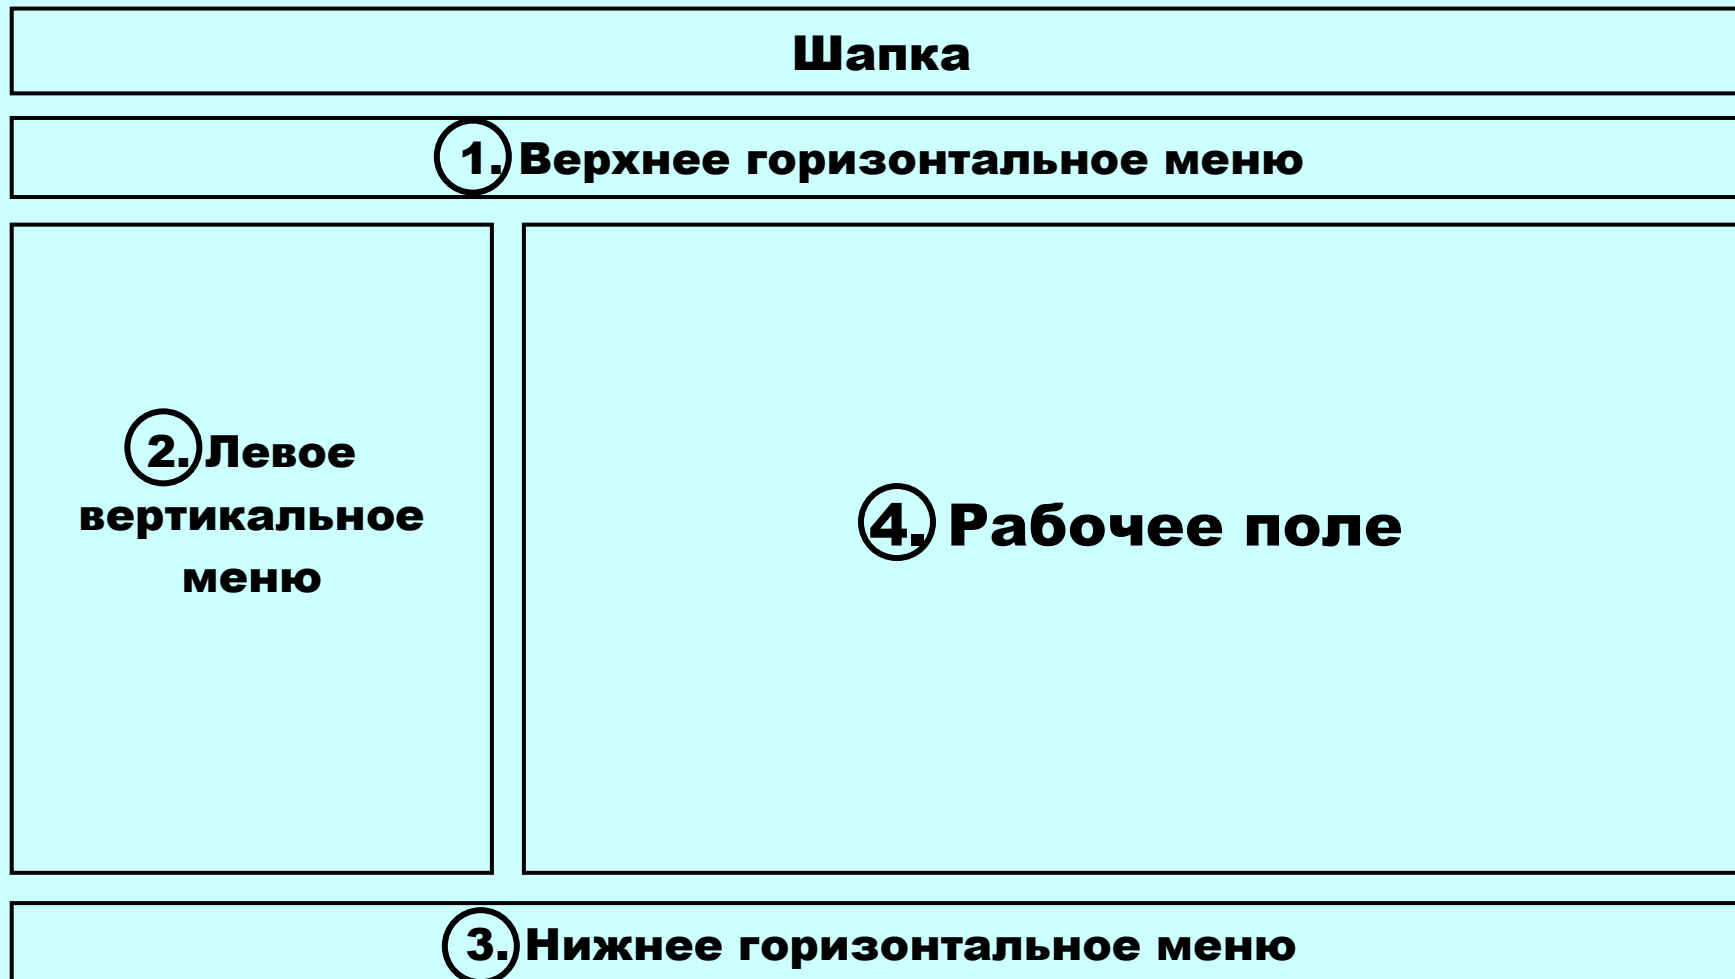 Шапка
1. Верхнее горизонтальное меню
2. Левое
вертикальное
меню
4. Рабочее поле
3. Нижнее горизонтальное меню